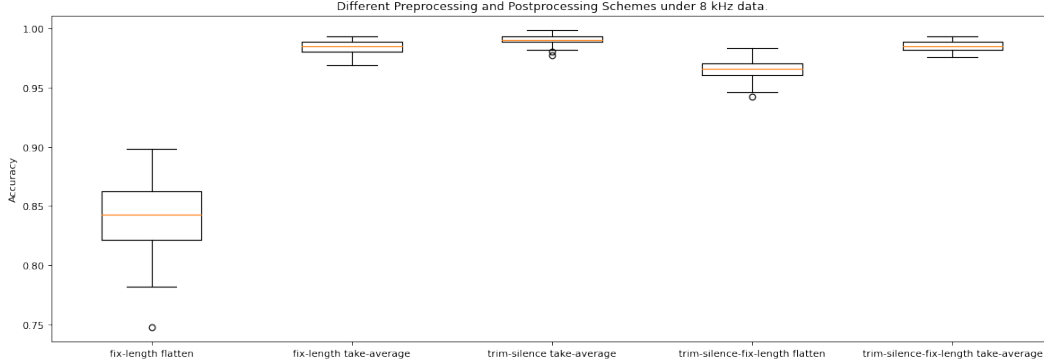 Different Preprocessing and Postprocessing Schemes under 8 kHz data.
1.00
0.95
0.90
0.85
0.80
0.75
Accuracy
fix-length flatten
fix-length take-average
trim-silence take-average
trim-silence-fix-length flatten
trim-silence-fix-length take-average